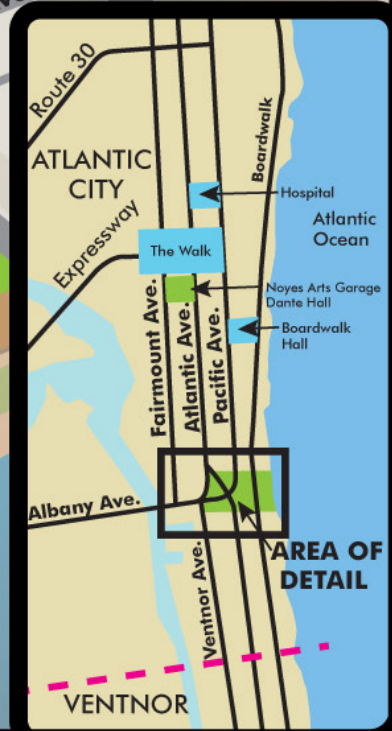 Route 30
Boardwalk
ATLANTIC
CITY
Hospital
Atlantic
Ocean
Expressway
The Walk
Noyes Arts Garage
Dante Hall
Fairmount Ave.
Atlantic Ave.
Pacific Ave.
Boardwalk
Hall
Albany Ave.
AREA OF
DETAIL
Ventnor Ave.
VENTNOR